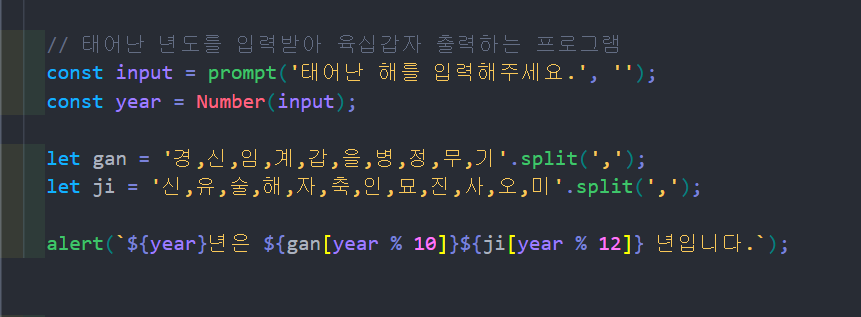 // 태어난 년도를 입력받아 육십갑자 출력하는 프로그램
const input = prompt('태어난 해를 입력해주세요.', '');
const year = Number(input);
let gan = '경,신,임,계,갑,을,병,정,무,기'.split(',');
let ji = '신,유,술,해,자,축,인,묘,진,사,오,미'.split(',');
alert(`${year}년은 ${gan[year % 10]}${ji[year % 12]} 년입니다.`);